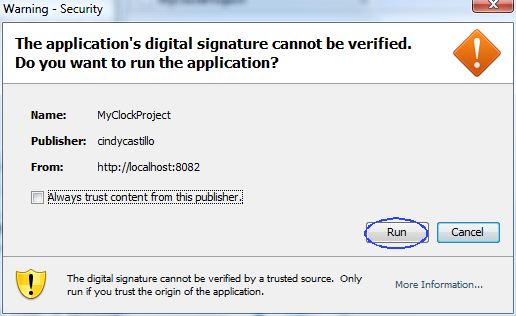 Warning - Security
The application's digital signature cannot be verified.
Do you want to run the application?
Name: MyClockProject
Publisher: cindycastillo
From: http://localhost:8082
Always trust content from this publisher.
Run Cancel
The digital signature cannot be verified by a trusted source. Only
run if you trust the origin of the application.
More Information...